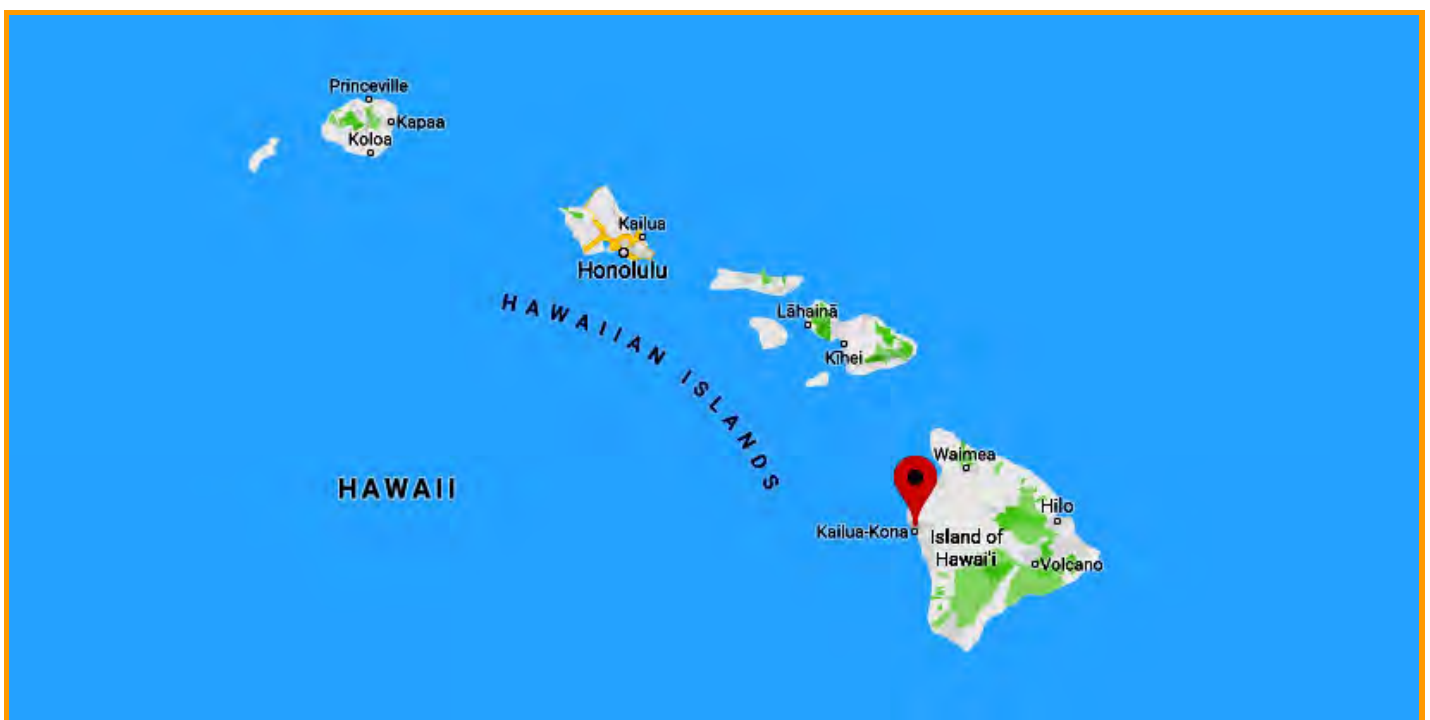 Princeville
Kapaa
Koloa
Kailua
Honolulu
HAWAIIAN ISLANDS
Lāhainā
Kīhei
Waimea
HAWAII
Hilo
Kailua-Kona
Island of
Hawai'i
Volcano